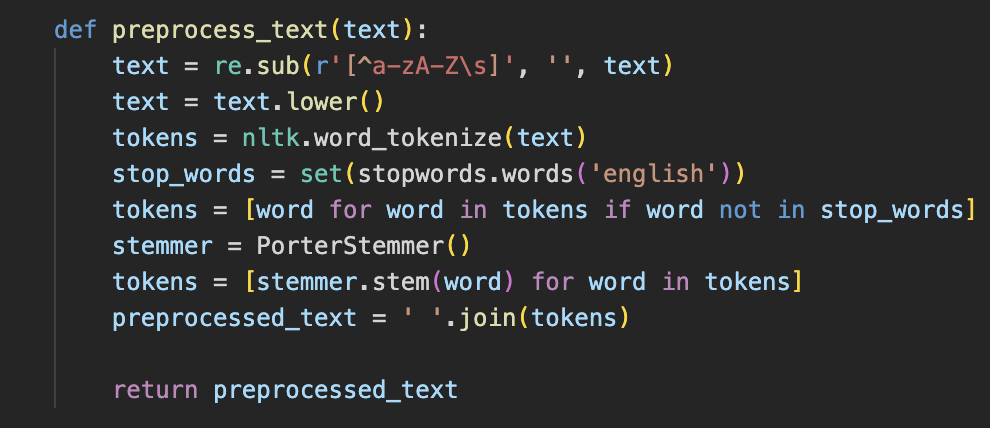 def preprocess_text(text):
    text = re.sub(r'[^a-zA-Z\s]', '', text)
    text = text.lower()
    tokens = nltk.word_tokenize(text)
    stop_words = set(stopwords.words('english'))
    tokens = [word for word in tokens if word not in stop_words]
    stemmer = PorterStemmer()
    tokens = [stemmer.stem(word) for word in tokens]
    preprocessed_text = ' '.join(tokens)

    return preprocessed_text